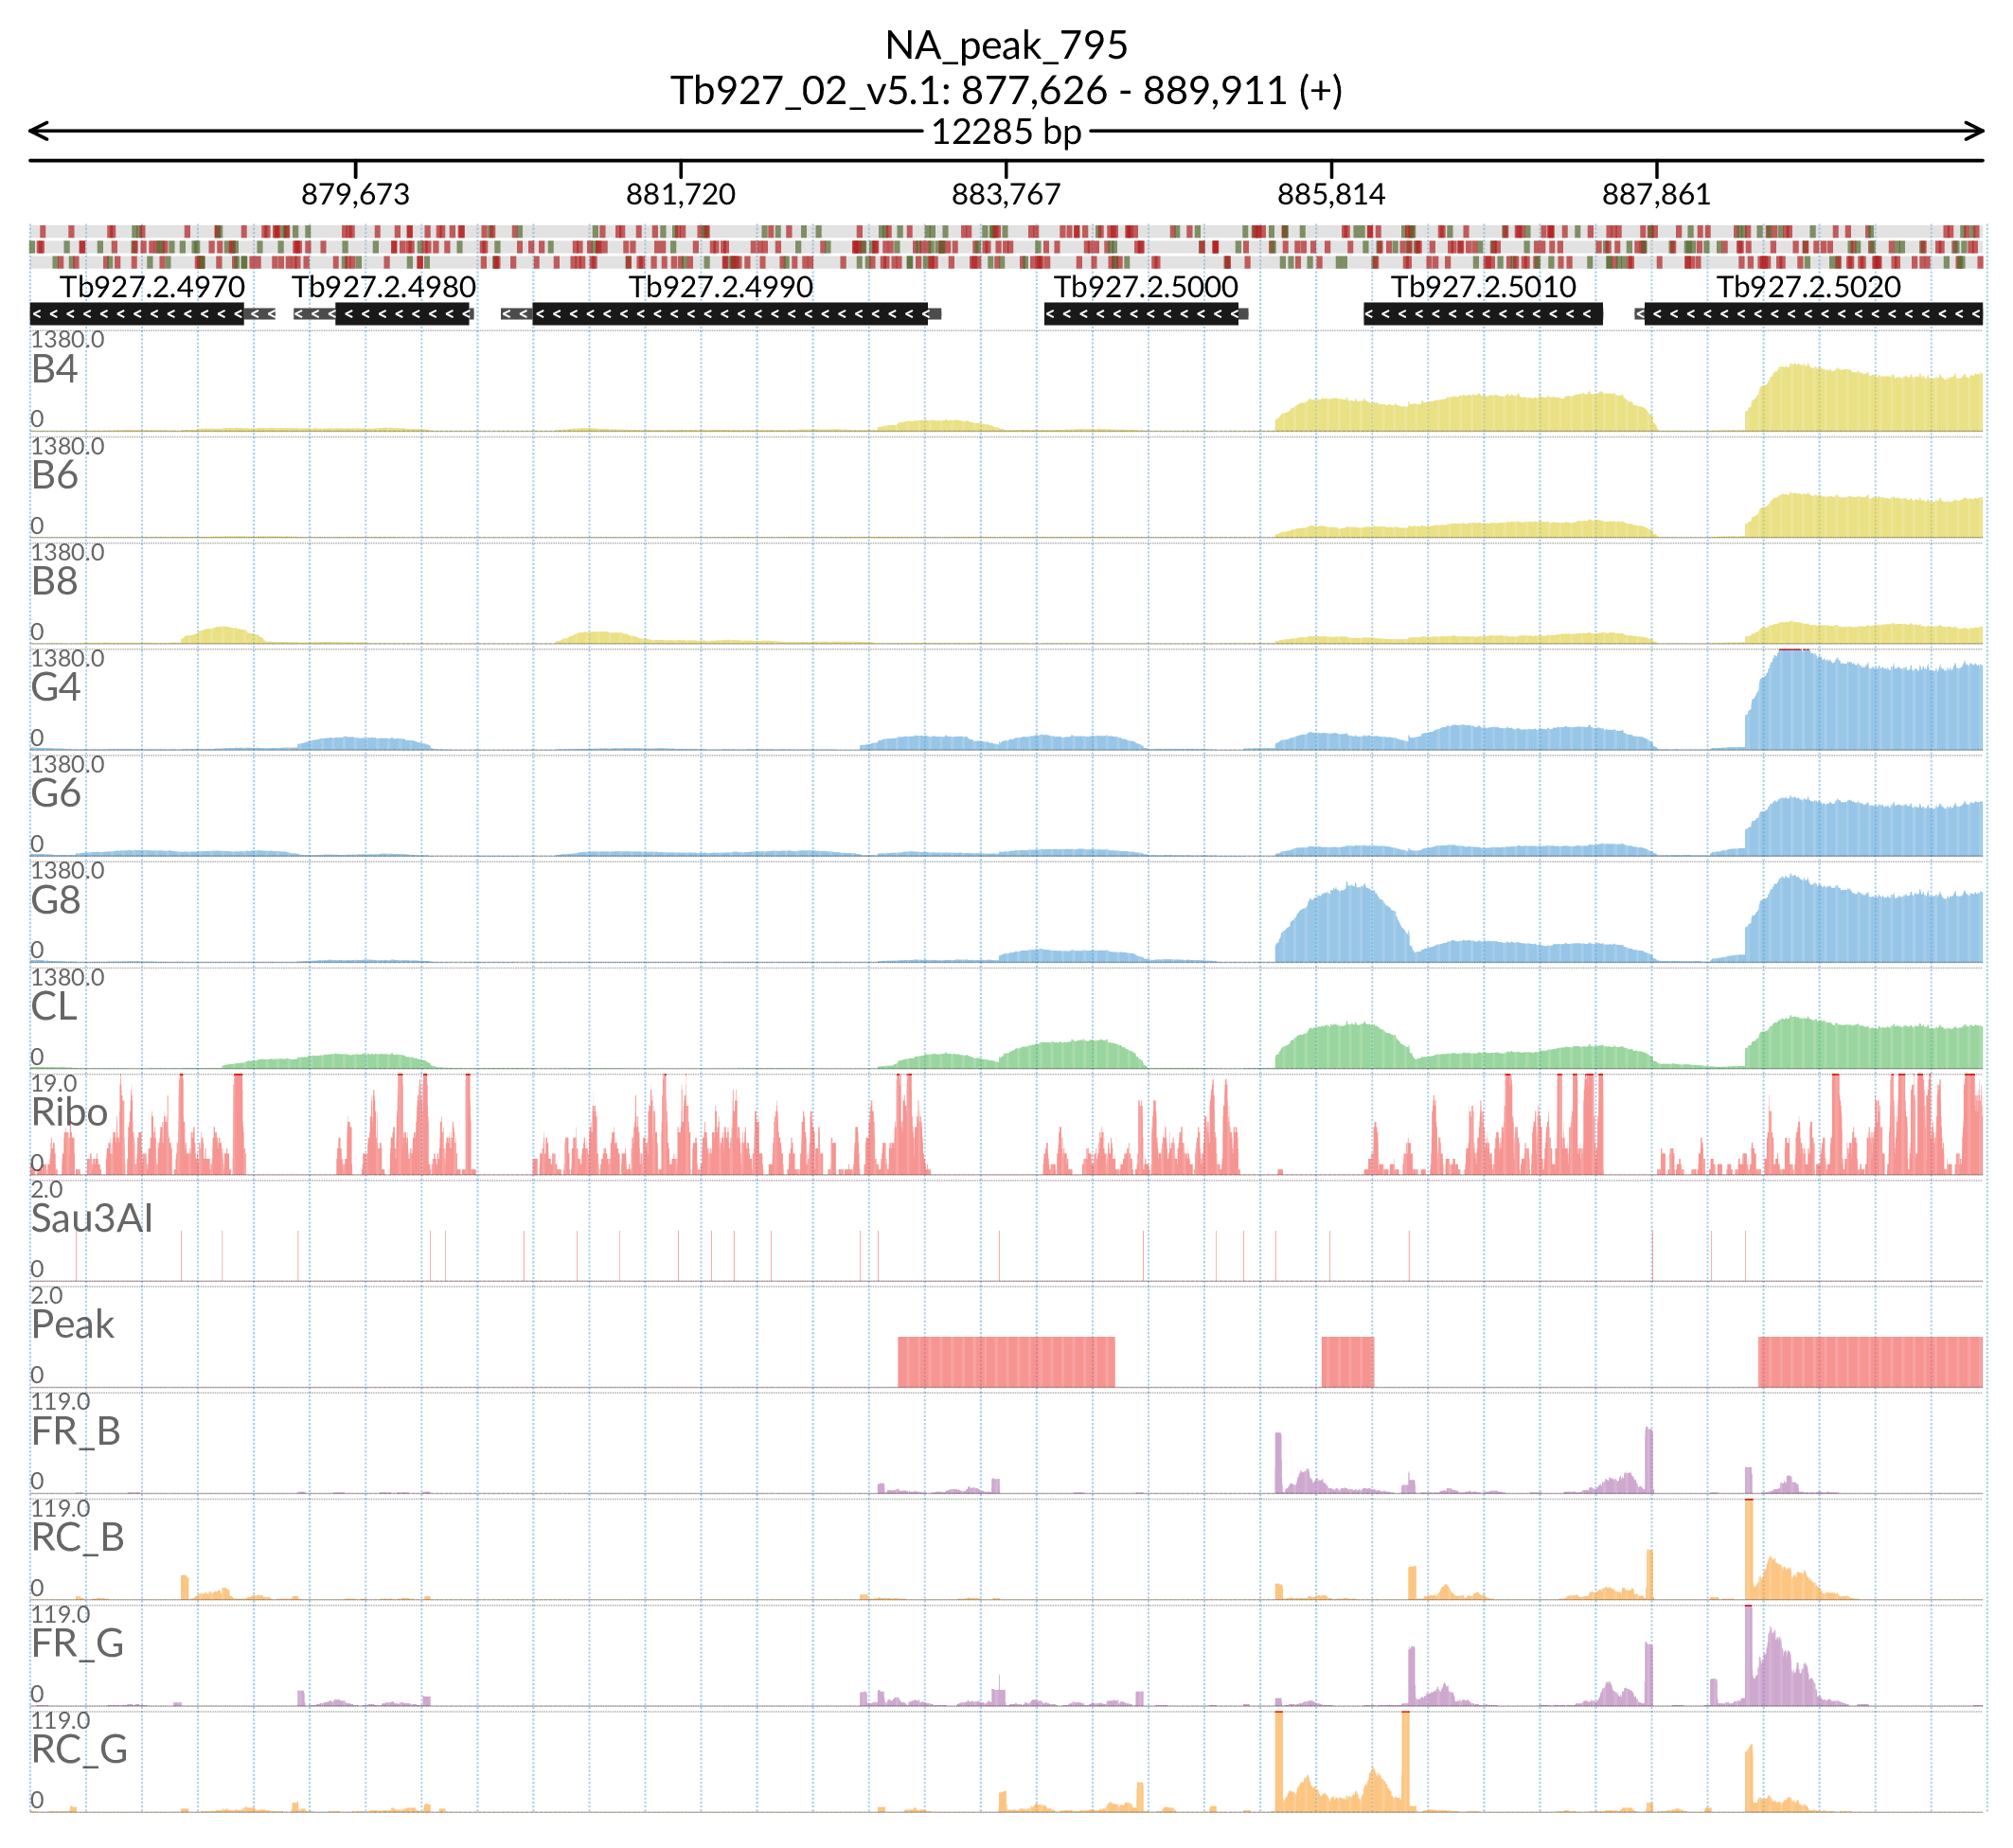 NA_peak_795
Tb927_02_v5.1: 877,626 - 889,911 (+)
12285 bp
879,673 881,720 883,767 885,814 887,861
Tb927.2.4970 Tb927.2.4980 Tb927.2.4990 Tb927.2.5000 Tb927.2.5010 Tb927.2.5020
1380.0
B4
0
1380.0
B6
0
1380.0
B8
0
1380.0
G4
0
1380.0
G6
0
1380.0
G8
0
1380.0
CL
0
19.0
Ribo
0
2.0
Sau3AI
0
2.0
Peak
0
119.0
FR_B
0
119.0
RC_B
0
119.0
FR_G
0
119.0
RC_G
0